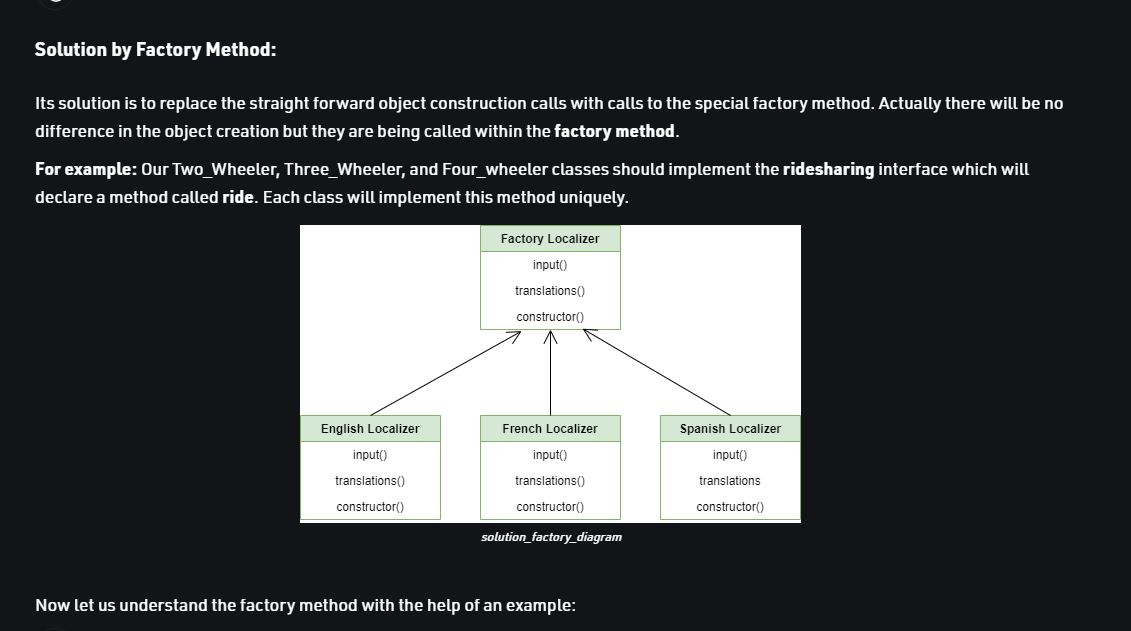 Solution by Factory Method:
Its solution is to replace the straight forward object construction calls with calls to the special factory method. Actually there will be no
difference in the object creation but they are being called within the factory method.
For example: Our Two_Wheeler, Three_Wheeler, and Four_wheeler classes should implement the ridesharing interface which will
declare a method called ride. Each class will implement this method uniquely.
Factory Localizer
input()
translations()
constructor()
English Localizer
input()
translations()
constructor()
French Localizer
input()
translations()
constructor()
Spanish Localizer
input()
translations
constructor()
solution_factory_diagram
Now let us understand the factory method with the help of an example: